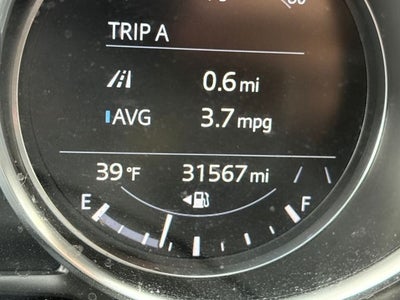 TRIP A
0.6 mi
AVG 3.7 mpg
39 °F 31567 mi
E F